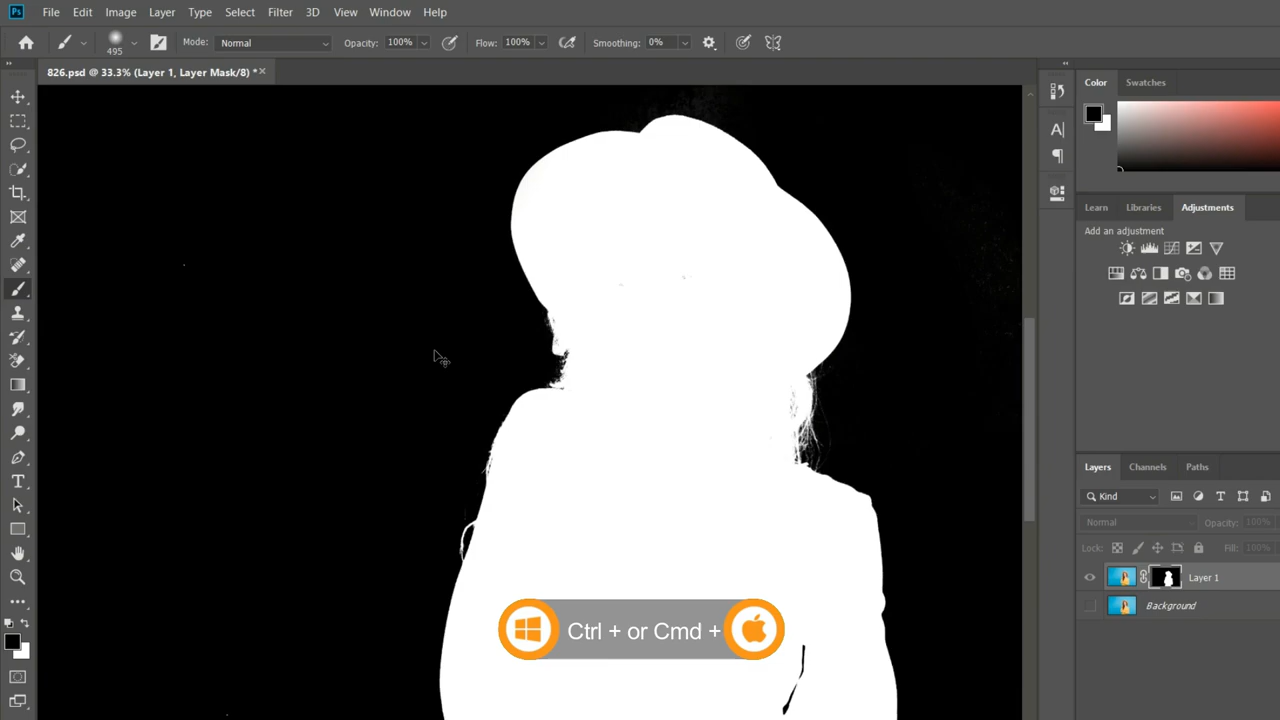 Ps File Edit Image Layer Type Select Filter 3D View Window Help
495 Mode: Normal Opacity: 100% Flow: 100% Smoothing: 0%
826.psd @ 33.3% (Layer 1, Layer Mask/8) *
Color Swatches
Learn Libraries Adjustments
Add an adjustment
Layers Channels Paths
Kind
Normal Opacity: 100%
Lock: Fill: 100%
Layer 1
Background
Ctrl + or Cmd +